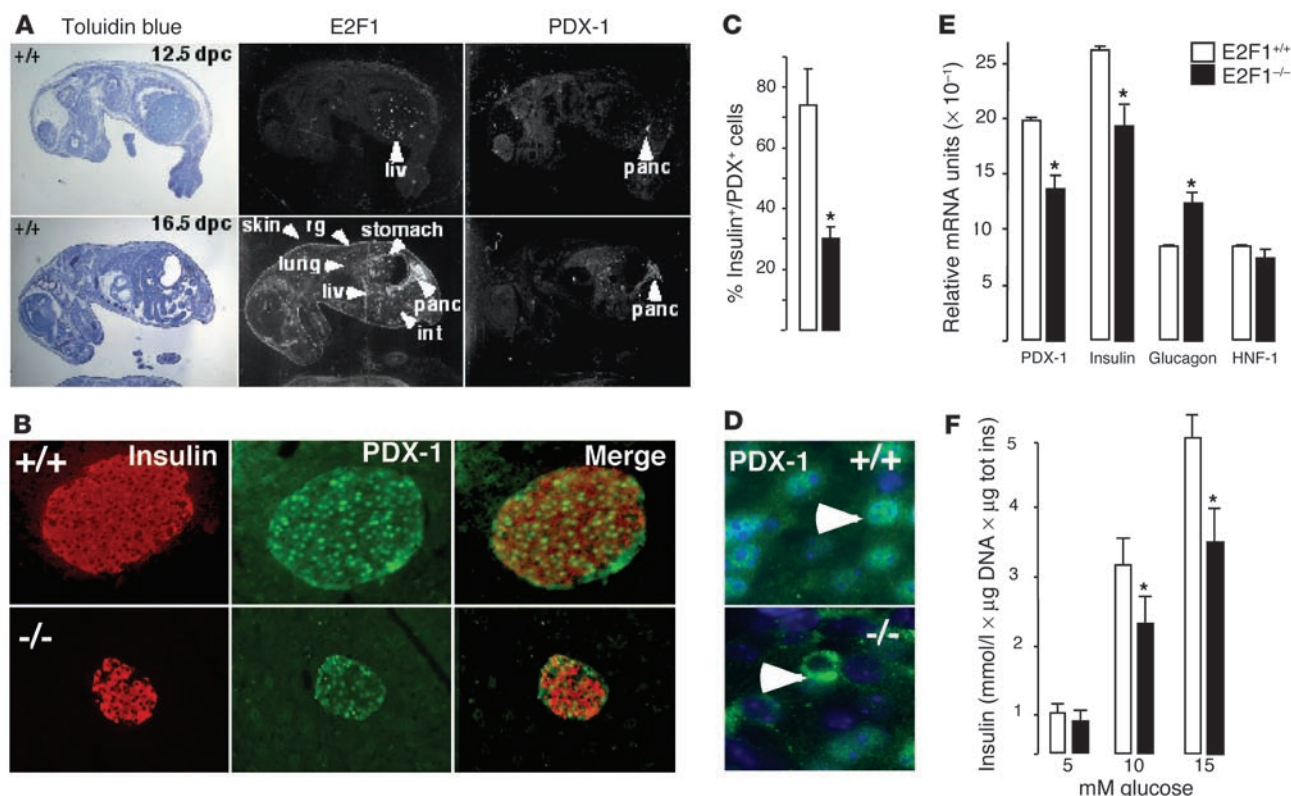 A
Toluidin blue
E2F1
PDX-1
+/+
12.5 dpc
liv
panc
+/+
16.5 dpc
skin
rg
stomach
lung
liv
panc
int
panc
B
+/+
Insulin
PDX-1
Merge
-/-
C
% Insulin⁺/PDX⁺ cells
80
60
40
20
*
D
PDX-1
+/+
-/-
E
Relative mRNA units (× 10⁻¹)
25
20
15
10
5
E2F1⁺/⁺
E2F1⁻/⁻
*
*
*
PDX-1
Insulin
Glucagon
HNF-1
F
Insulin (mmol/l × µg DNA × µg tot ins)
5
4
3
2
1
*
*
5
10
15
mM glucose